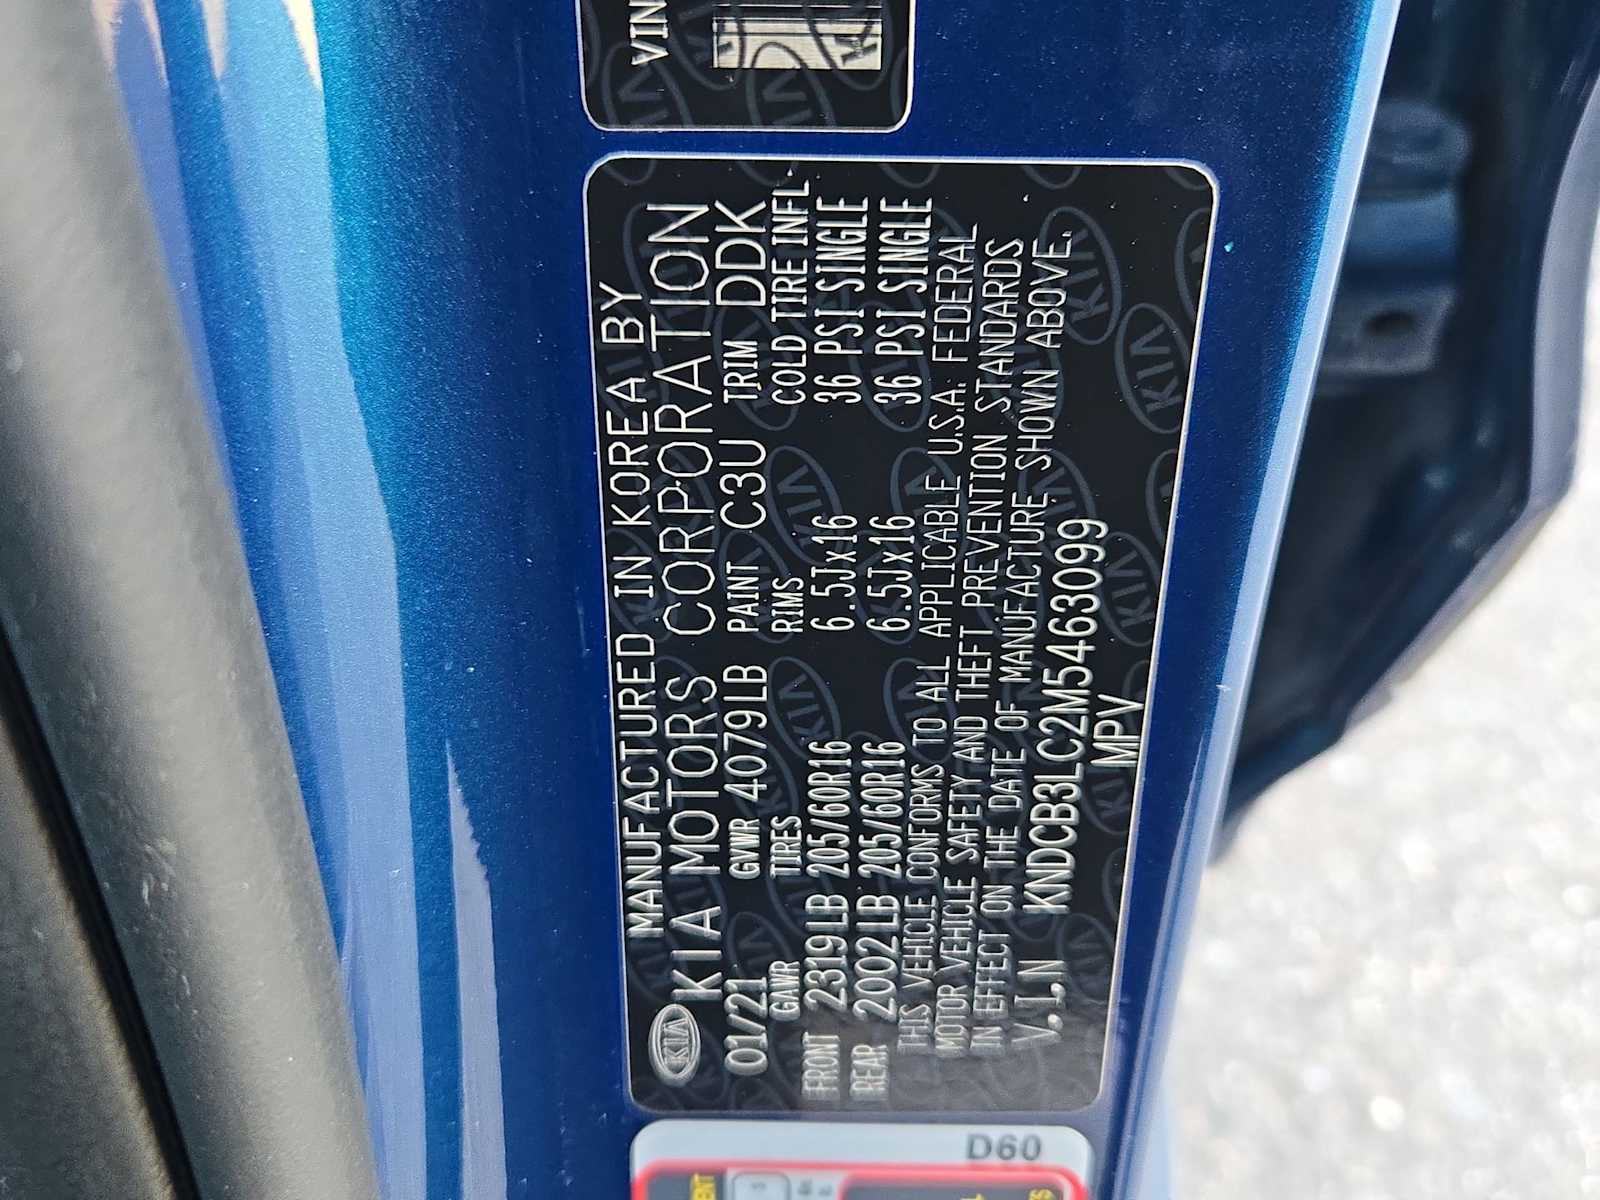 VIN
MANUFACTURED IN KOREA BY
KIA KIA MOTORS CORPORATION
01/21 GVWR 4079LB PAINT C3U TRIM DDK
GAWR TIRES RIMS COLD TIRE INFL.
FRONT 2319LB 205/60R16 6.5Jx16 36 PSI SINGLE
REAR 2002LB 205/60R16 6.5Jx16 36 PSI SINGLE
THIS VEHICLE CONFORMS TO ALL APPLICABLE U.S.A. FEDERAL
MOTOR VEHICLE SAFETY AND THEFT PREVENTION STANDARDS
IN EFFECT ON THE DATE OF MANUFACTURE SHOWN ABOVE.
V.I.N KNDCB3LC2M5463099
MPV
D60